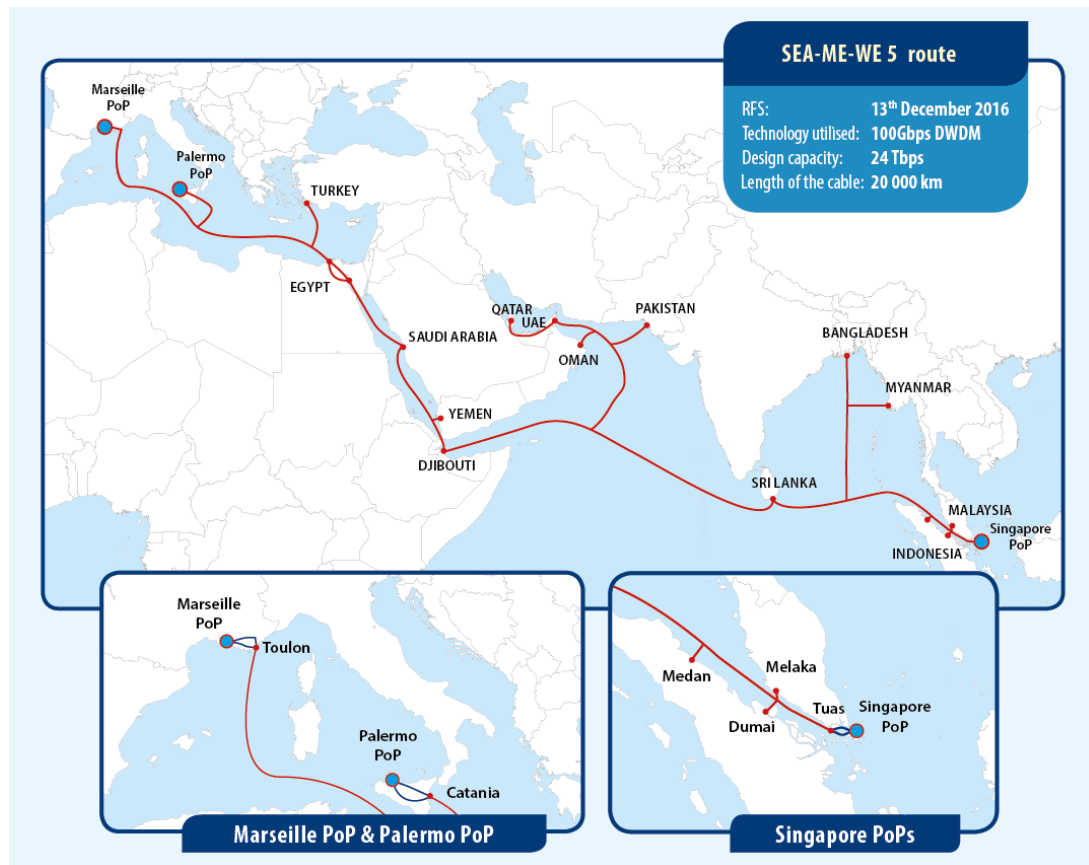 SEA-ME-WE 5 route
RFS: 13th December 2016
Technology utilised: 100Gbps DWDM
Design capacity: 24 Tbps
Length of the cable: 20 000 km
Marseille
PoP
Palermo
PoP
TURKEY
EGYPT
SAUDI ARABIA
QATAR
UAE
OMAN
PAKISTAN
BANGLADESH
MYANMAR
YEMEN
DJIBOUTI
SRI LANKA
MALAYSIA
Singapore
PoP
INDONESIA
Marseille
PoP
Toulon
Palermo
PoP
Catania
Marseille PoP & Palermo PoP
Medan
Melaka
Dumai
Tuas
Singapore
PoP
Singapore PoPs